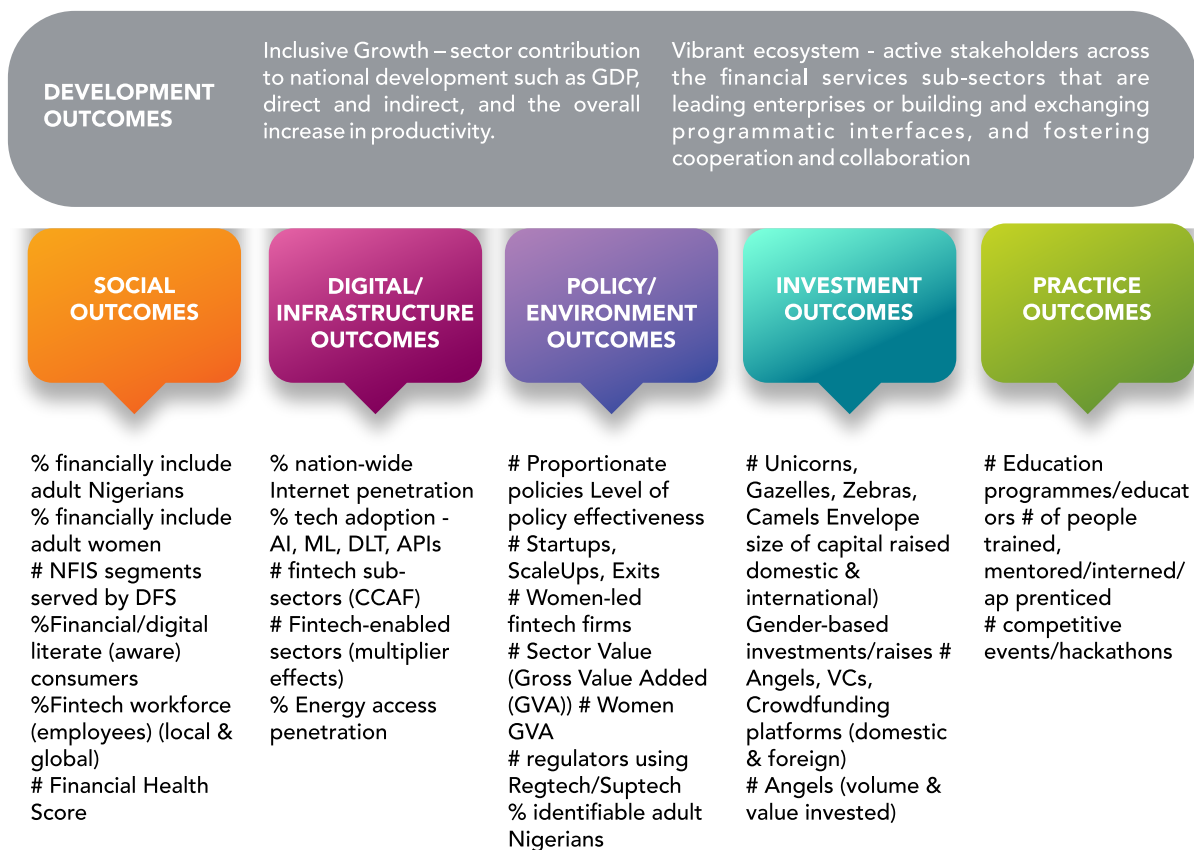 DEVELOPMENT
OUTCOMES
Inclusive Growth – sector contribution
to national development such as GDP,
direct and indirect, and the overall
increase in productivity.
Vibrant ecosystem - active stakeholders across
the financial services sub-sectors that are
leading enterprises or building and exchanging
programmatic interfaces, and fostering
cooperation and collaboration
SOCIAL
OUTCOMES
% financially include
adult Nigerians
% financially include
adult women
# NFIS segments
served by DFS
%Financial/digital
literate (aware)
consumers
%Fintech workforce
(employees) (local &
global)
# Financial Health
Score
DIGITAL/
INFRASTRUCTURE
OUTCOMES
% nation-wide
Internet penetration
% tech adoption -
AI, ML, DLT, APIs
# fintech sub-
sectors (CCAF)
# Fintech-enabled
sectors (multiplier
effects)
% Energy access
penetration
POLICY/
ENVIRONMENT
OUTCOMES
# Proportionate
policies Level of
policy effectiveness
# Startups,
ScaleUps, Exits
# Women-led
fintech firms
# Sector Value
(Gross Value Added
(GVA)) # Women
GVA
# regulators using
Regtech/Suptech
% identifiable adult
Nigerians
INVESTMENT
OUTCOMES
# Unicorns,
Gazelles, Zebras,
Camels Envelope
size of capital raised
domestic &
international)
Gender-based
investments/raises #
Angels, VCs,
Crowdfunding
platforms (domestic
& foreign)
# Angels (volume &
value invested)
PRACTICE
OUTCOMES
# Education
programmes/educat
ors # of people
trained,
mentored/interned/
ap prenticed
# competitive
events/hackathons